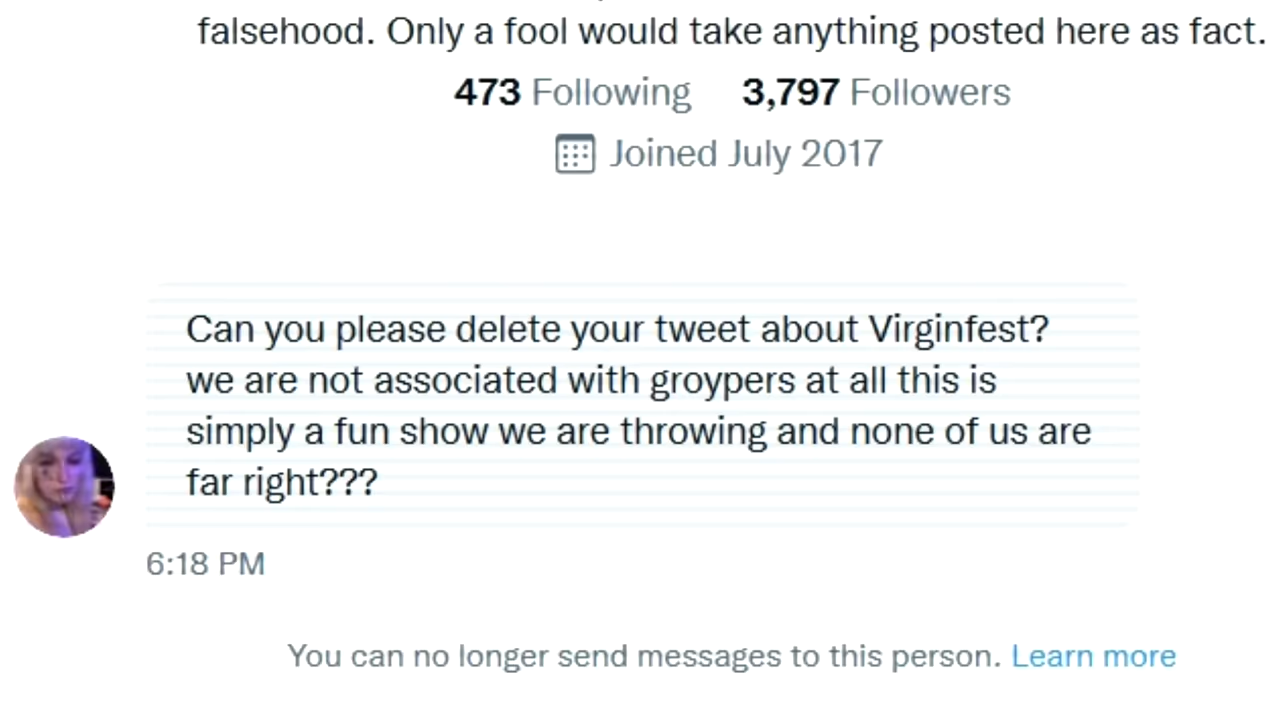 falsehood. Only a fool would take anything posted here as fact.
473 Following 3,797 Followers
Joined July 2017
Can you please delete your tweet about Virginfest?
we are not associated with groypers at all this is
simply a fun show we are throwing and none of us are
far right???
6:18 PM
You can no longer send messages to this person. Learn more